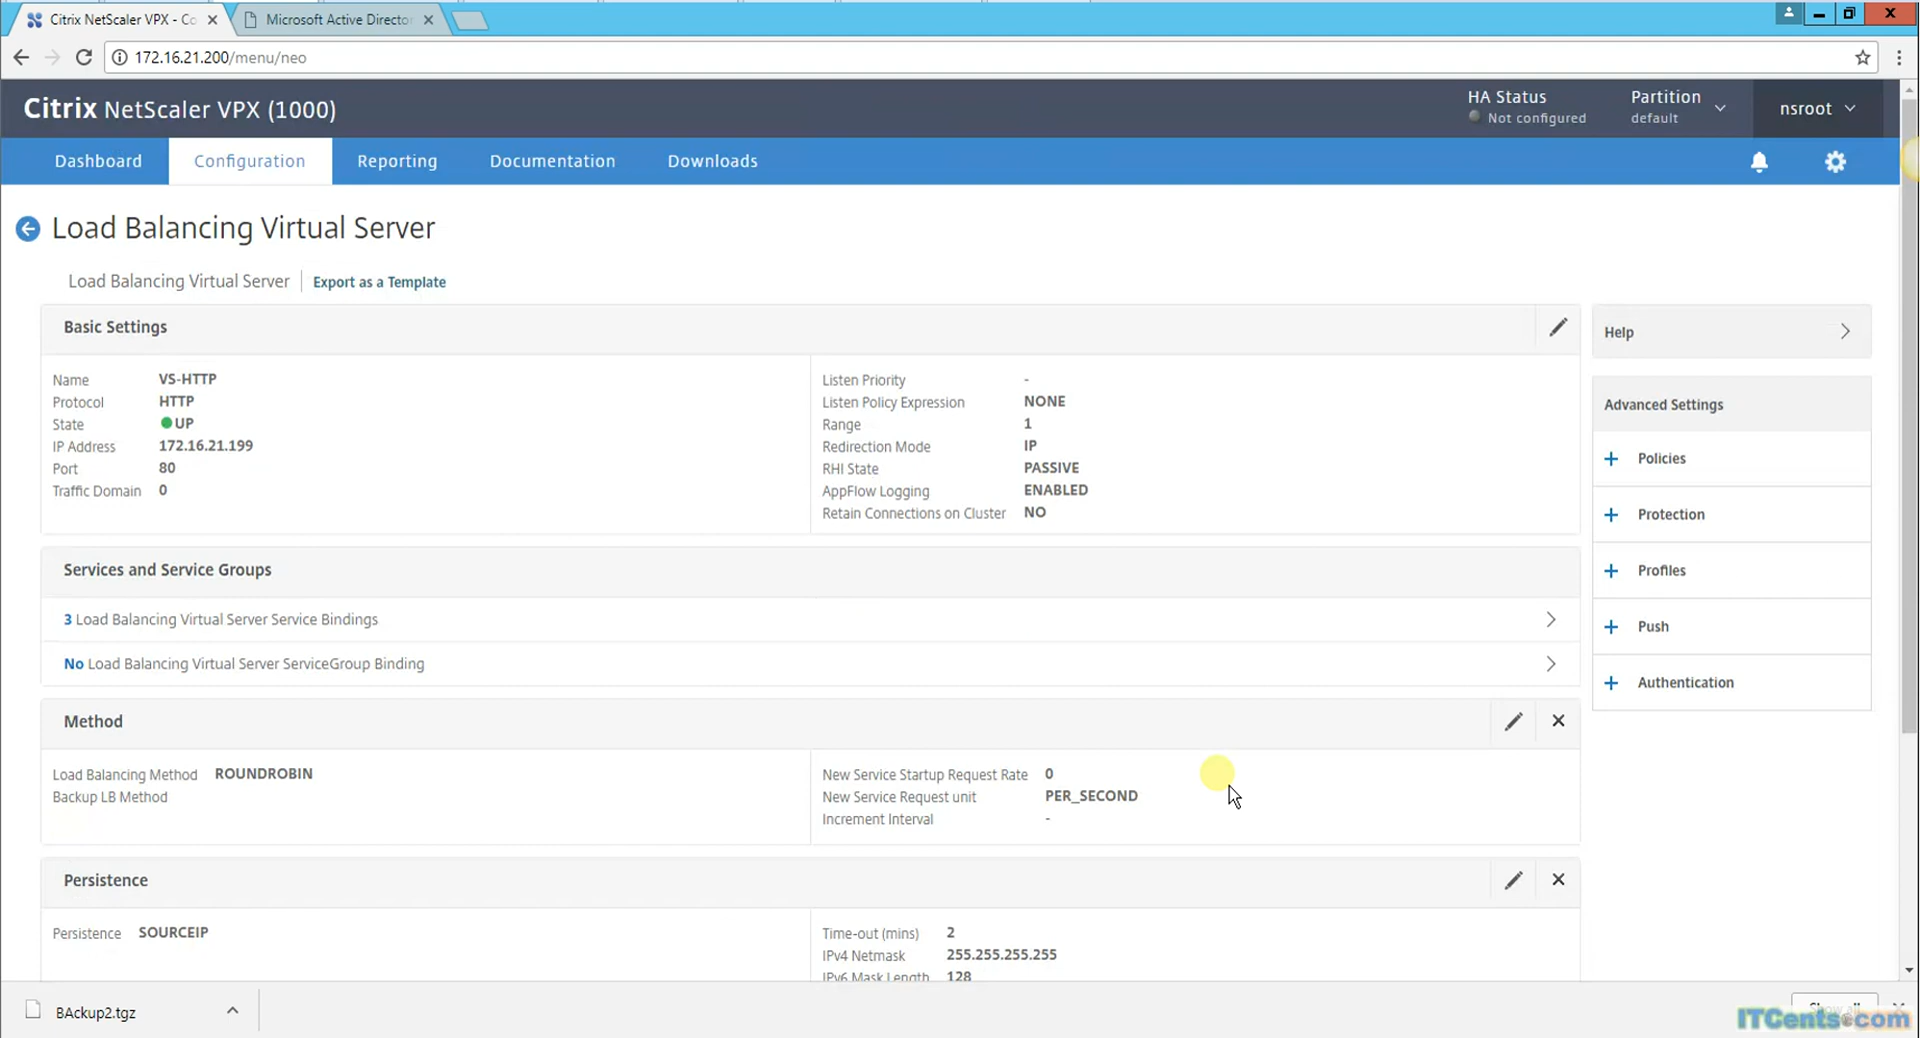 Citrix NetScaler VPX - Co
Microsoft Active Director
172.16.21.200/menu/neo
Citrix NetScaler VPX (1000)
HA Status
Not configured
Partition
default
nsroot
Dashboard
Configuration
Reporting
Documentation
Downloads
Load Balancing Virtual Server
Load Balancing Virtual Server
Export as a Template
Basic Settings
Name VS-HTTP
Protocol HTTP
State UP
IP Address 172.16.21.199
Port 80
Traffic Domain 0
Listen Priority -
Listen Policy Expression NONE
Range 1
Redirection Mode IP
RHI State PASSIVE
AppFlow Logging ENABLED
Retain Connections on Cluster NO
Help
Advanced Settings
+ Policies
+ Protection
+ Profiles
+ Push
+ Authentication
Services and Service Groups
3 Load Balancing Virtual Server Service Bindings
No Load Balancing Virtual Server ServiceGroup Binding
Method
Load Balancing Method ROUNDROBIN
Backup LB Method
New Service Startup Request Rate 0
New Service Request unit PER_SECOND
Increment Interval -
Persistence
Persistence SOURCEIP
Time-out (mins) 2
IPv4 Netmask 255.255.255.255
IPv6 Mask Length 128
BAckup2.tgz
Show all
ITCents.com